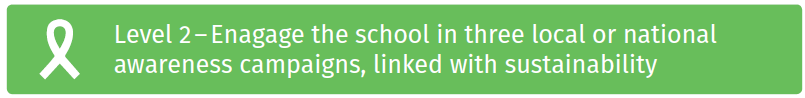 Level 2 – Enagage the school in three local or national
awareness campaigns, linked with sustainability